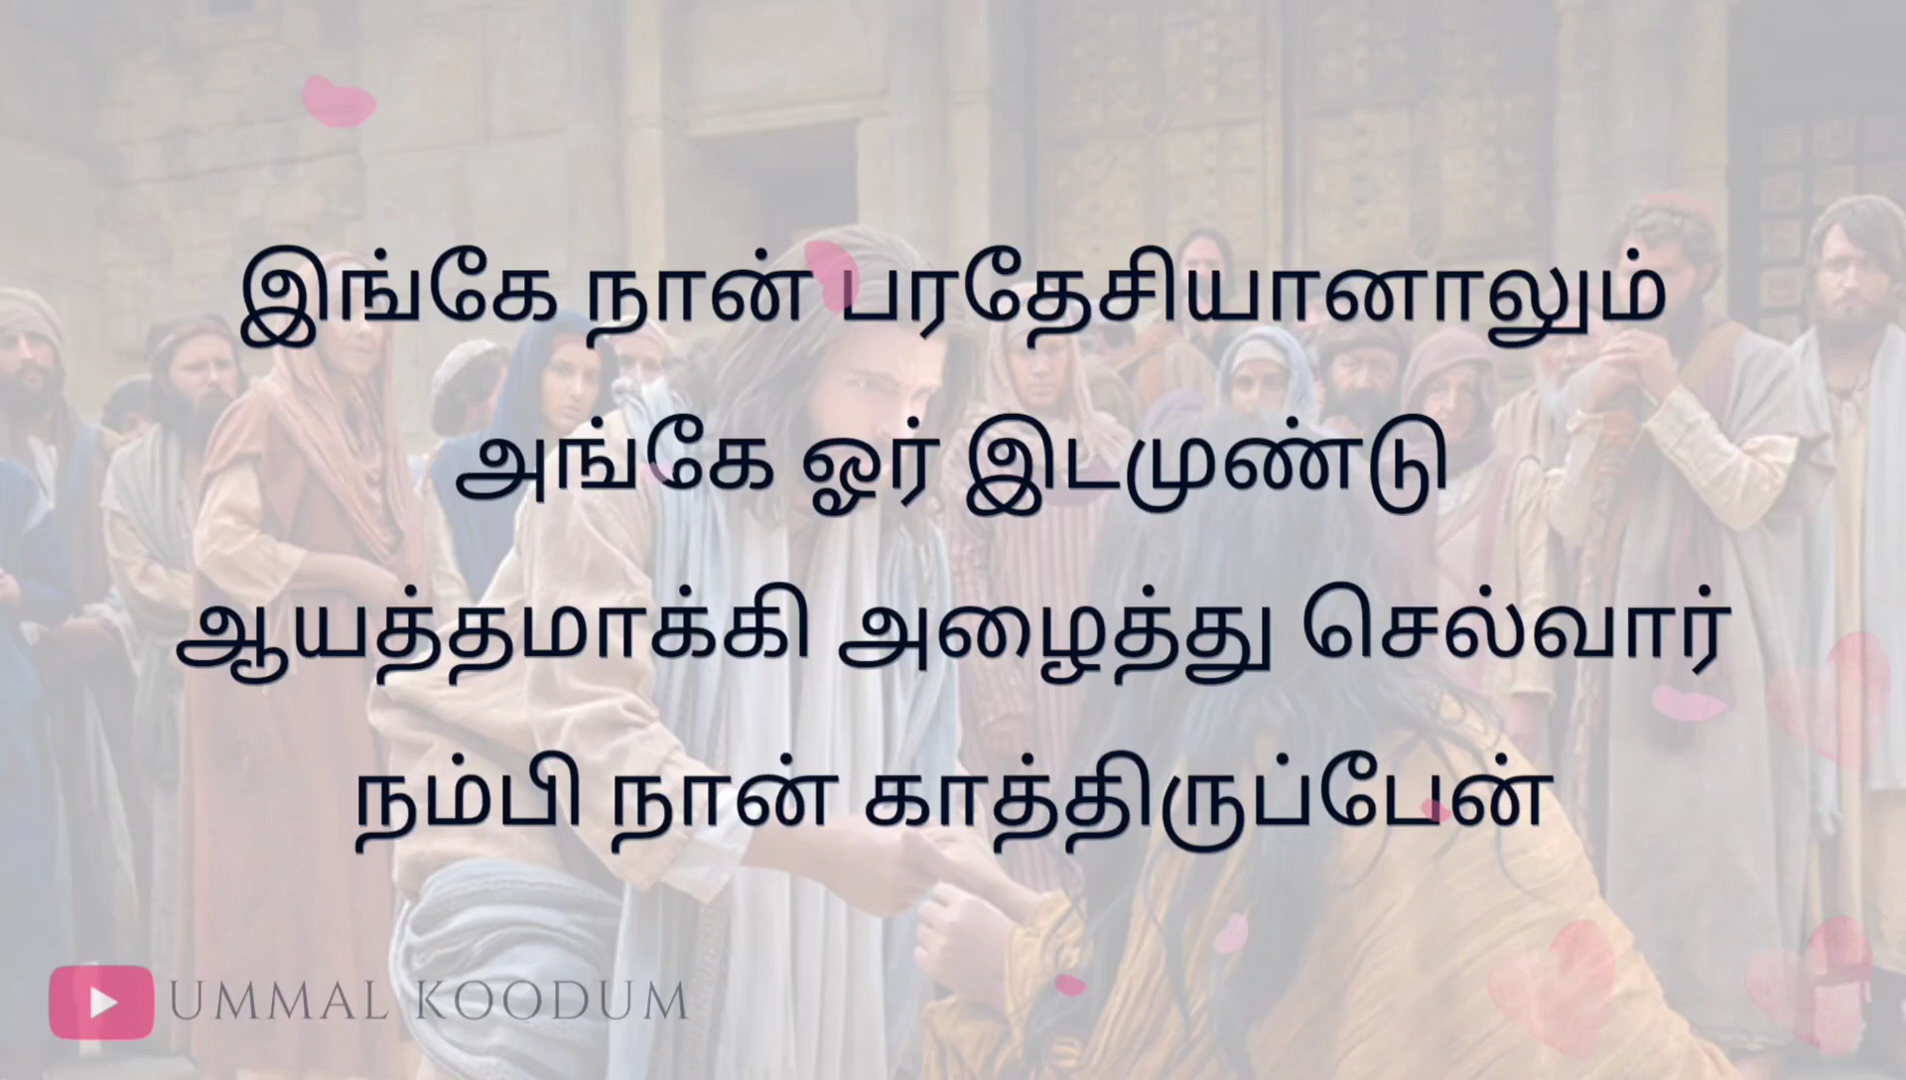 இங்கே நான் பரதேசியானாலும்
அங்கே ஓர் இடமுண்டு
ஆயத்தமாக்கி அழைத்து செல்வார்
நம்பி நான் காத்திருப்பேன்
UMMAL KOODUM